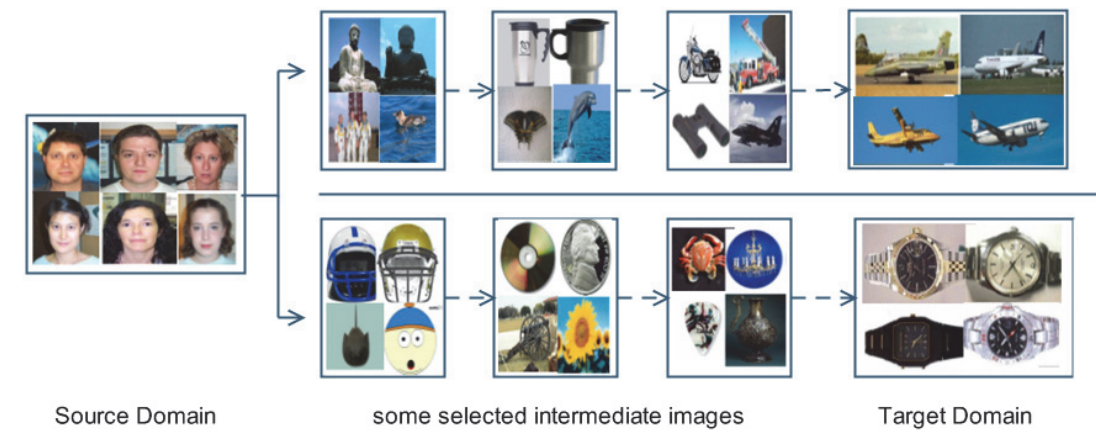 Source Domain
some selected intermediate images
Target Domain